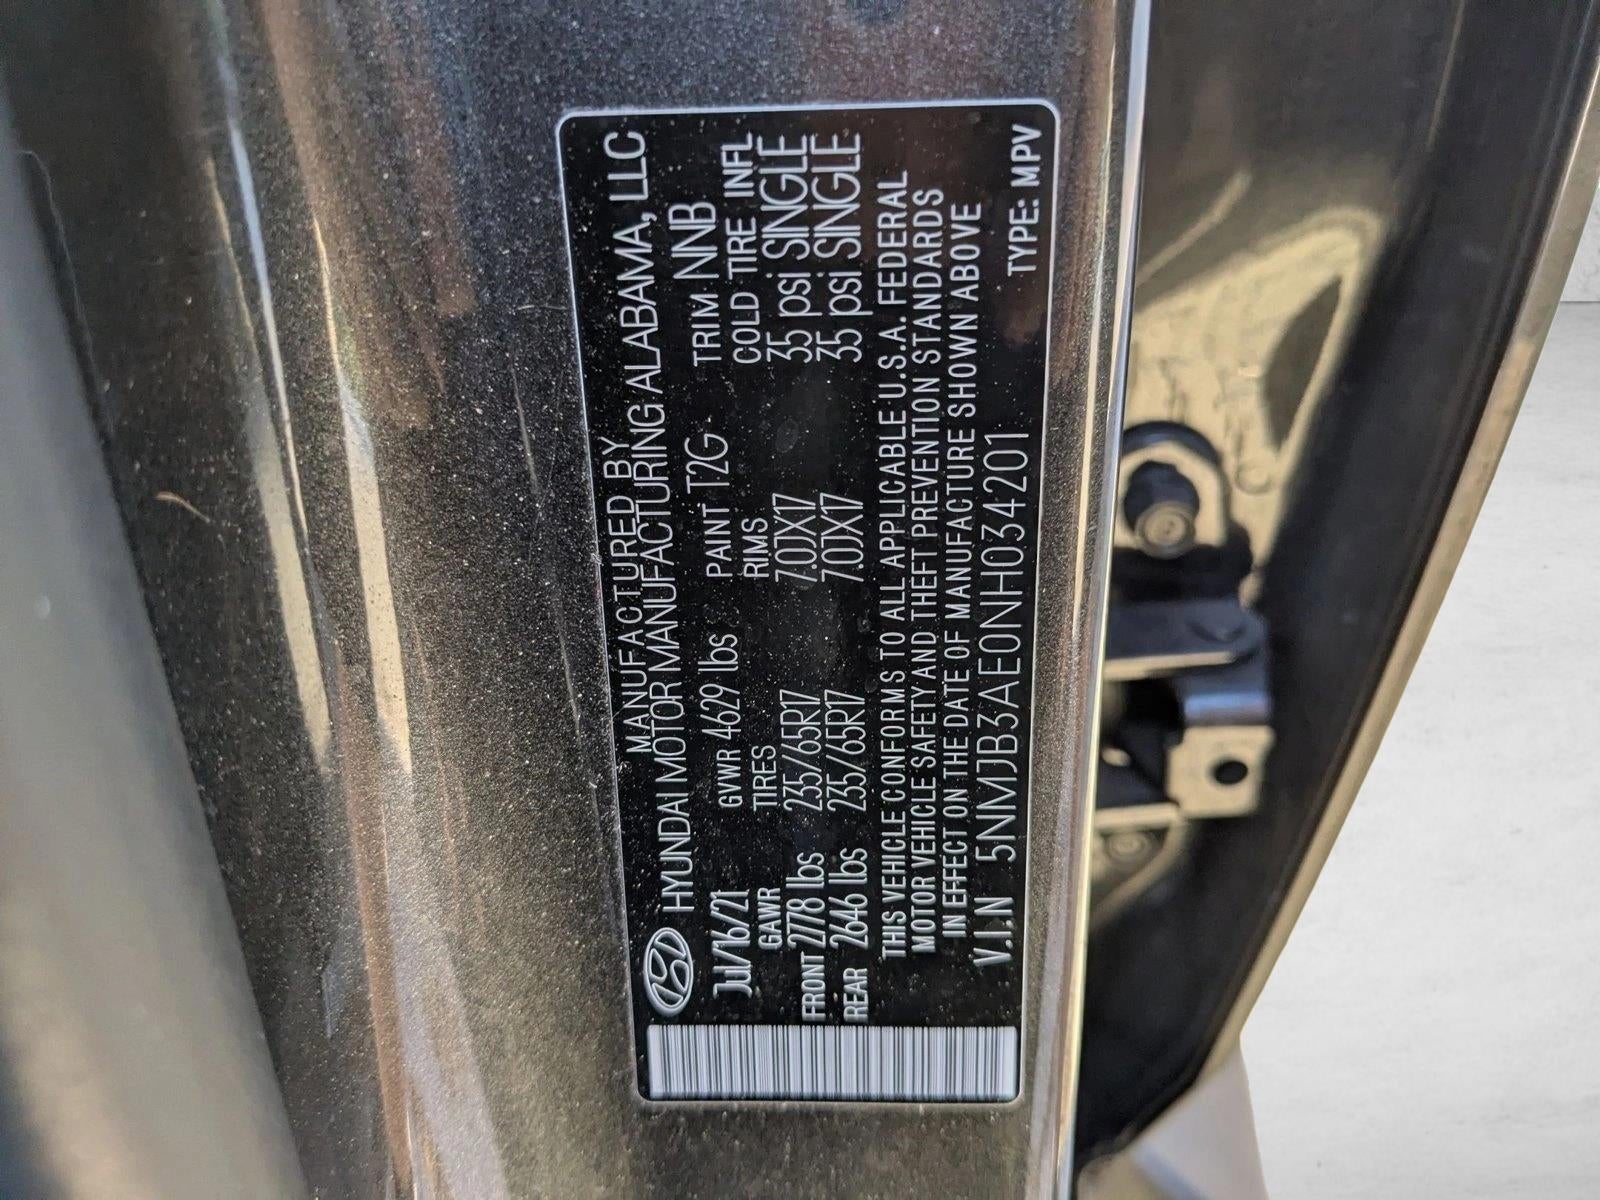 MANUFACTURED BY
HYUNDAI MOTOR MANUFACTURING ALABAMA, LLC
Jul/16/21 GVWR 4629 lbs PAINT T2G TRIM NNB
GAWR TIRES RIMS COLD TIRE INFL
FRONT 2778 lbs 235/65R17 7.0X17 35 psi SINGLE
REAR 2646 lbs 235/65R17 7.0X17 35 psi SINGLE
THIS VEHICLE CONFORMS TO ALL APPLICABLE U.S.A. FEDERAL
MOTOR VEHICLE SAFETY AND THEFT PREVENTION STANDARDS
IN EFFECT ON THE DATE OF MANUFACTURE SHOWN ABOVE
V.I.N 5NMJB3AE0NH034201 TYPE: MPV